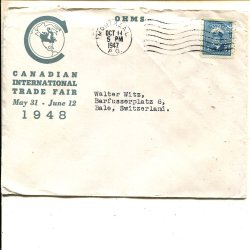 OHMS
OCT 14
5 PM
1947
P.Q.
CANADIAN
INTERNATIONAL
TRADE FAIR
May 31 - June 12
1948
Walter Witz,
Barfusserplatz 6,
Bale, Switzerland.